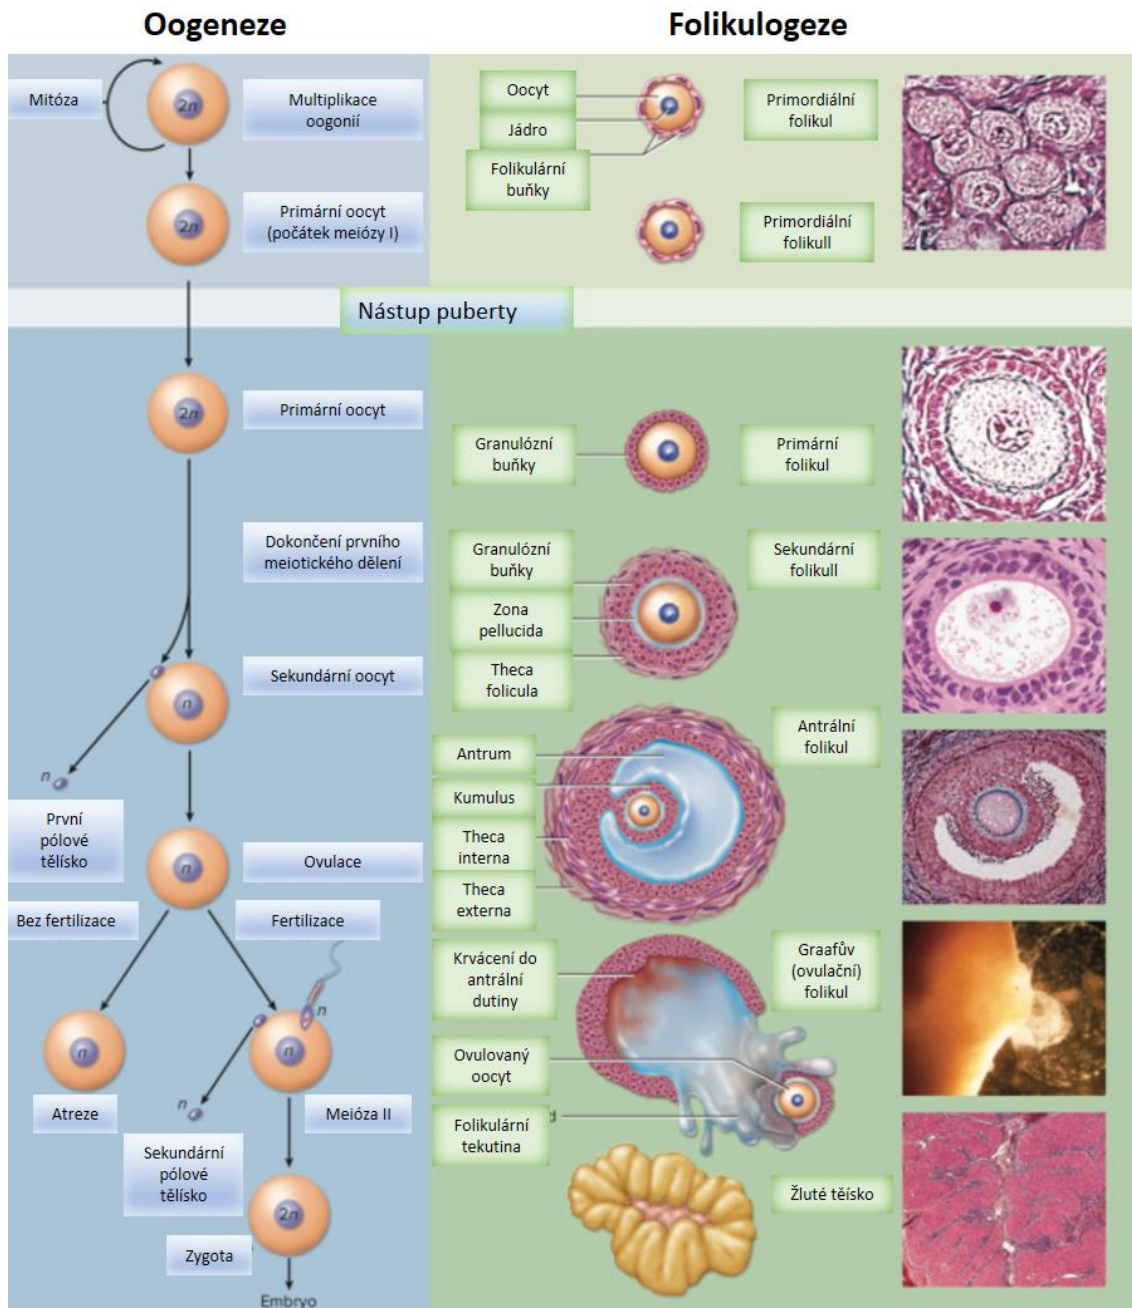 Oogeneze
Folikulogeze
Mitóza
2n
Multiplikace
oogonií
2n
Primární oocyt
(počátek meiózy I)
Oocyt
Jádro
Folikulární
buňky
Primordiální
folikul
Primordiální
folikull
Nástup puberty
2n
Primární oocyt
Dokončení prvního
meiotického dělení
Sekundární oocyt
n
n
První
pólové
tělísko
n
Ovulace
Bez fertilizace
Fertilizace
n
n
n
Atreze
n
Meióza II
Sekundární
pólové
tělísko
2n
Zygota
Embryo
Granulózní
buňky
Primární
folikul
Granulózní
buňky
Zona
pellucida
Theca
folicula
Sekundární
folikull
Antrum
Kumulus
Theca
interna
Theca
externa
Antrální
folikul
Krvácení do
antrální
dutiny
Ovulovaný
oocyt
Folikulární
tekutina
d
Graafův
(ovulační)
folikul
Žluté těísko